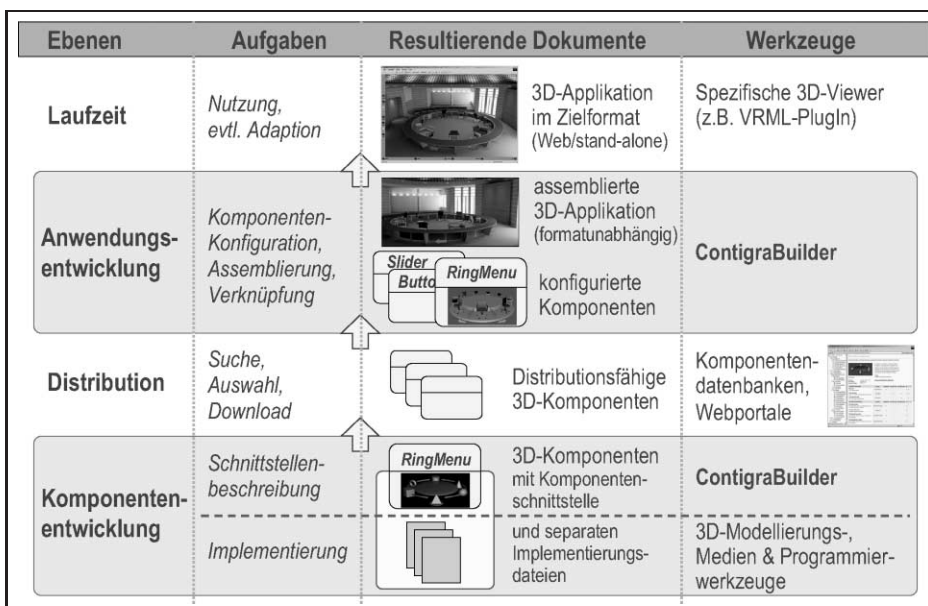 Ebenen
Aufgaben
Resultierende Dokumente
Werkzeuge
Laufzeit
Nutzung,
evtl. Adaption
3D-Applikation
im Zielformat
(Web/stand-alone)
Spezifische 3D-Viewer
(z.B. VRML-PlugIn)
Anwendungs-
entwicklung
Komponenten-
Konfiguration,
Assemblierung,
Verknüpfung
assemblierte
3D-Applikation
(formatunabhängig)
Slider
Butto
RingMenu
konfigurierte
Komponenten
ContigraBuilder
Distribution
Suche,
Auswahl,
Download
Distributionsfähige
3D-Komponenten
Komponenten-
datenbanken,
Webportale
Komponenten-
entwicklung
Schnittstellen-
beschreibung
RingMenu
3D-Komponenten
mit Komponenten-
schnittstelle
ContigraBuilder
Implementierung
und separaten
Implementierungs-
dateien
3D-Modellierungs-,
Medien & Programmier-
werkzeuge